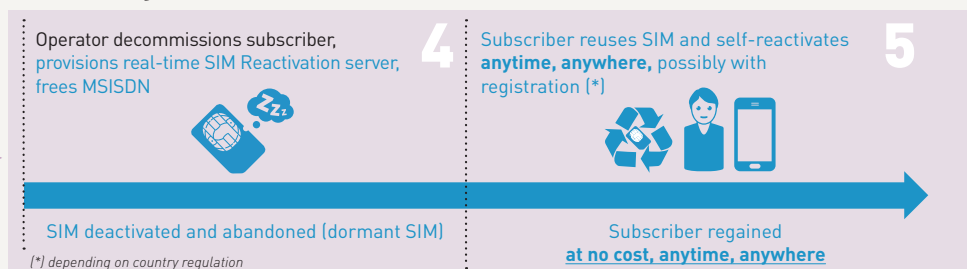 Operator decommissions subscriber,
provisions real-time SIM Reactivation server,
frees MSISDN
4
Zzz
SIM deactivated and abandoned (dormant SIM)
(*) depending on country regulation
Subscriber reuses SIM and self-reactivates
anytime, anywhere, possibly with
registration (*)
5
Subscriber regained
at no cost, anytime, anywhere